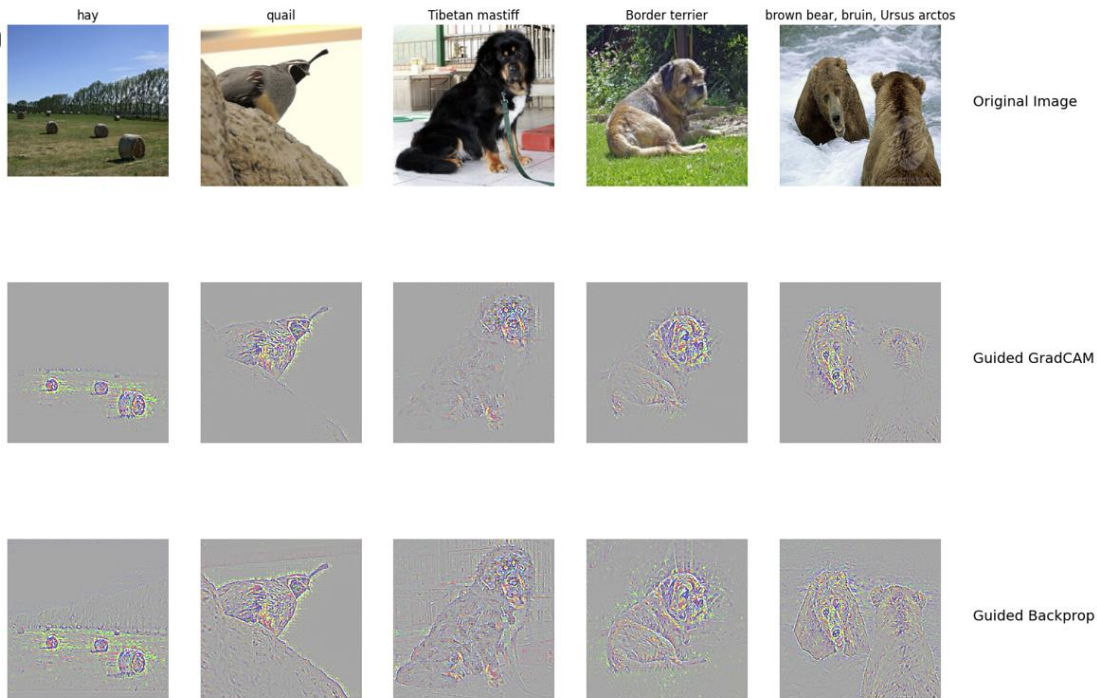 hay
quail
Tibetan mastiff
Border terrier
brown bear, bruin, Ursus arctos
Original Image
Guided GradCAM
Guided Backprop